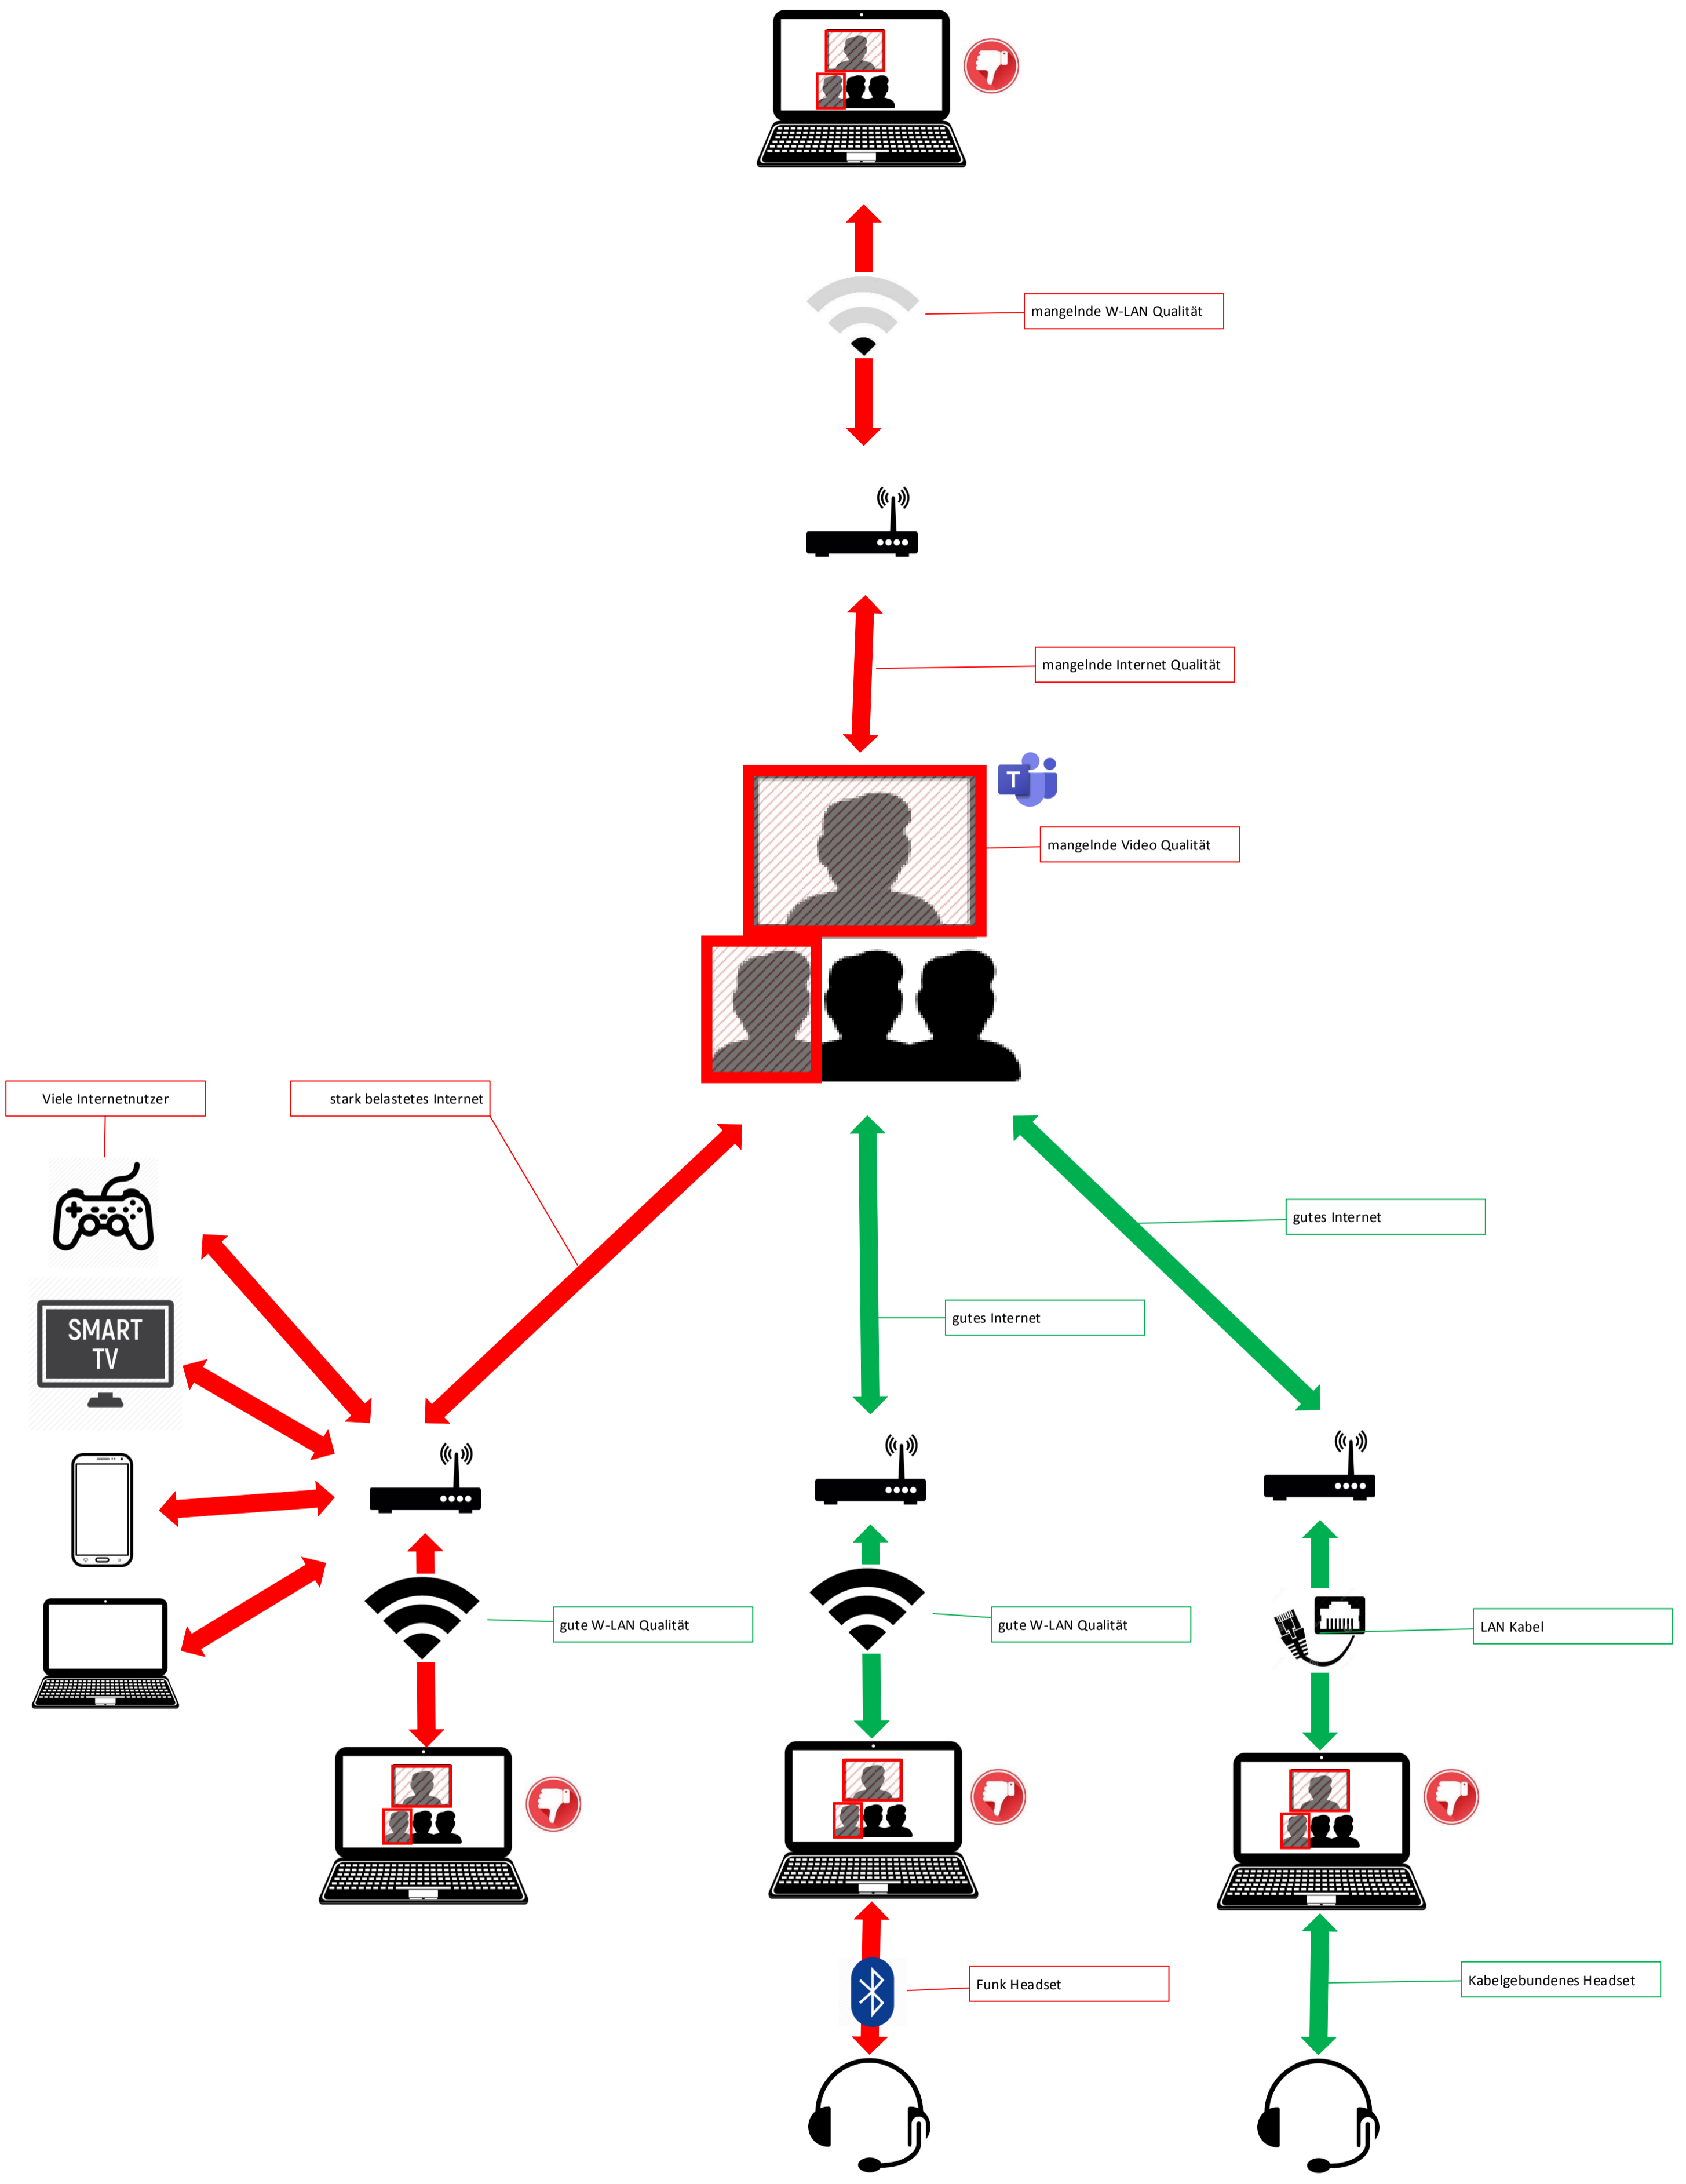 mangelnde W-LAN Qualität
mangelnde Internet Qualität
T
mangelnde Video Qualität
Viele Internetnutzer
stark belastetes Internet
gutes Internet
gutes Internet
SMART
TV
gute W-LAN Qualität
gute W-LAN Qualität
LAN Kabel
Funk Headset
Kabelgebundenes Headset